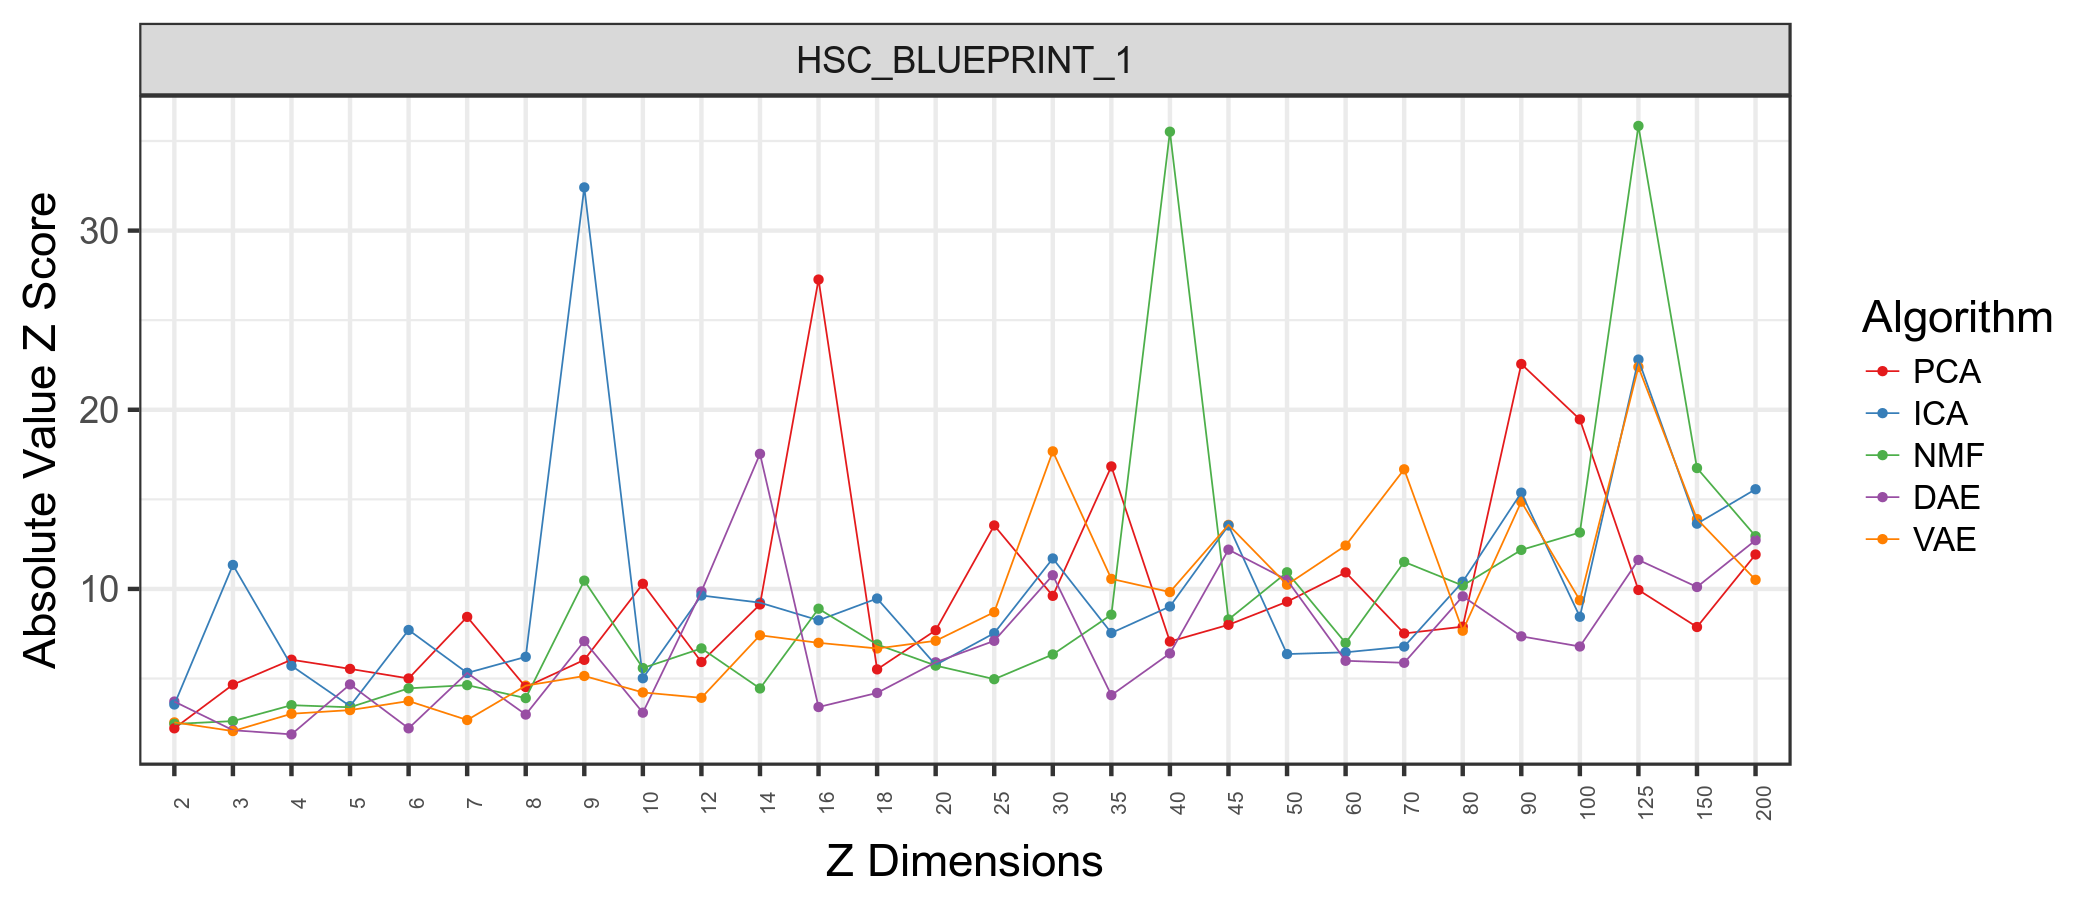 HSC_BLUEPRINT_1
Absolute Value Z Score
30
20
10
2 3 4 5 6 7 8 9 10 12 14 16 18 20 25 30 35 40 45 50 60 70 80 90 100 125 150 200
Z Dimensions
Algorithm
PCA
ICA
NMF
DAE
VAE